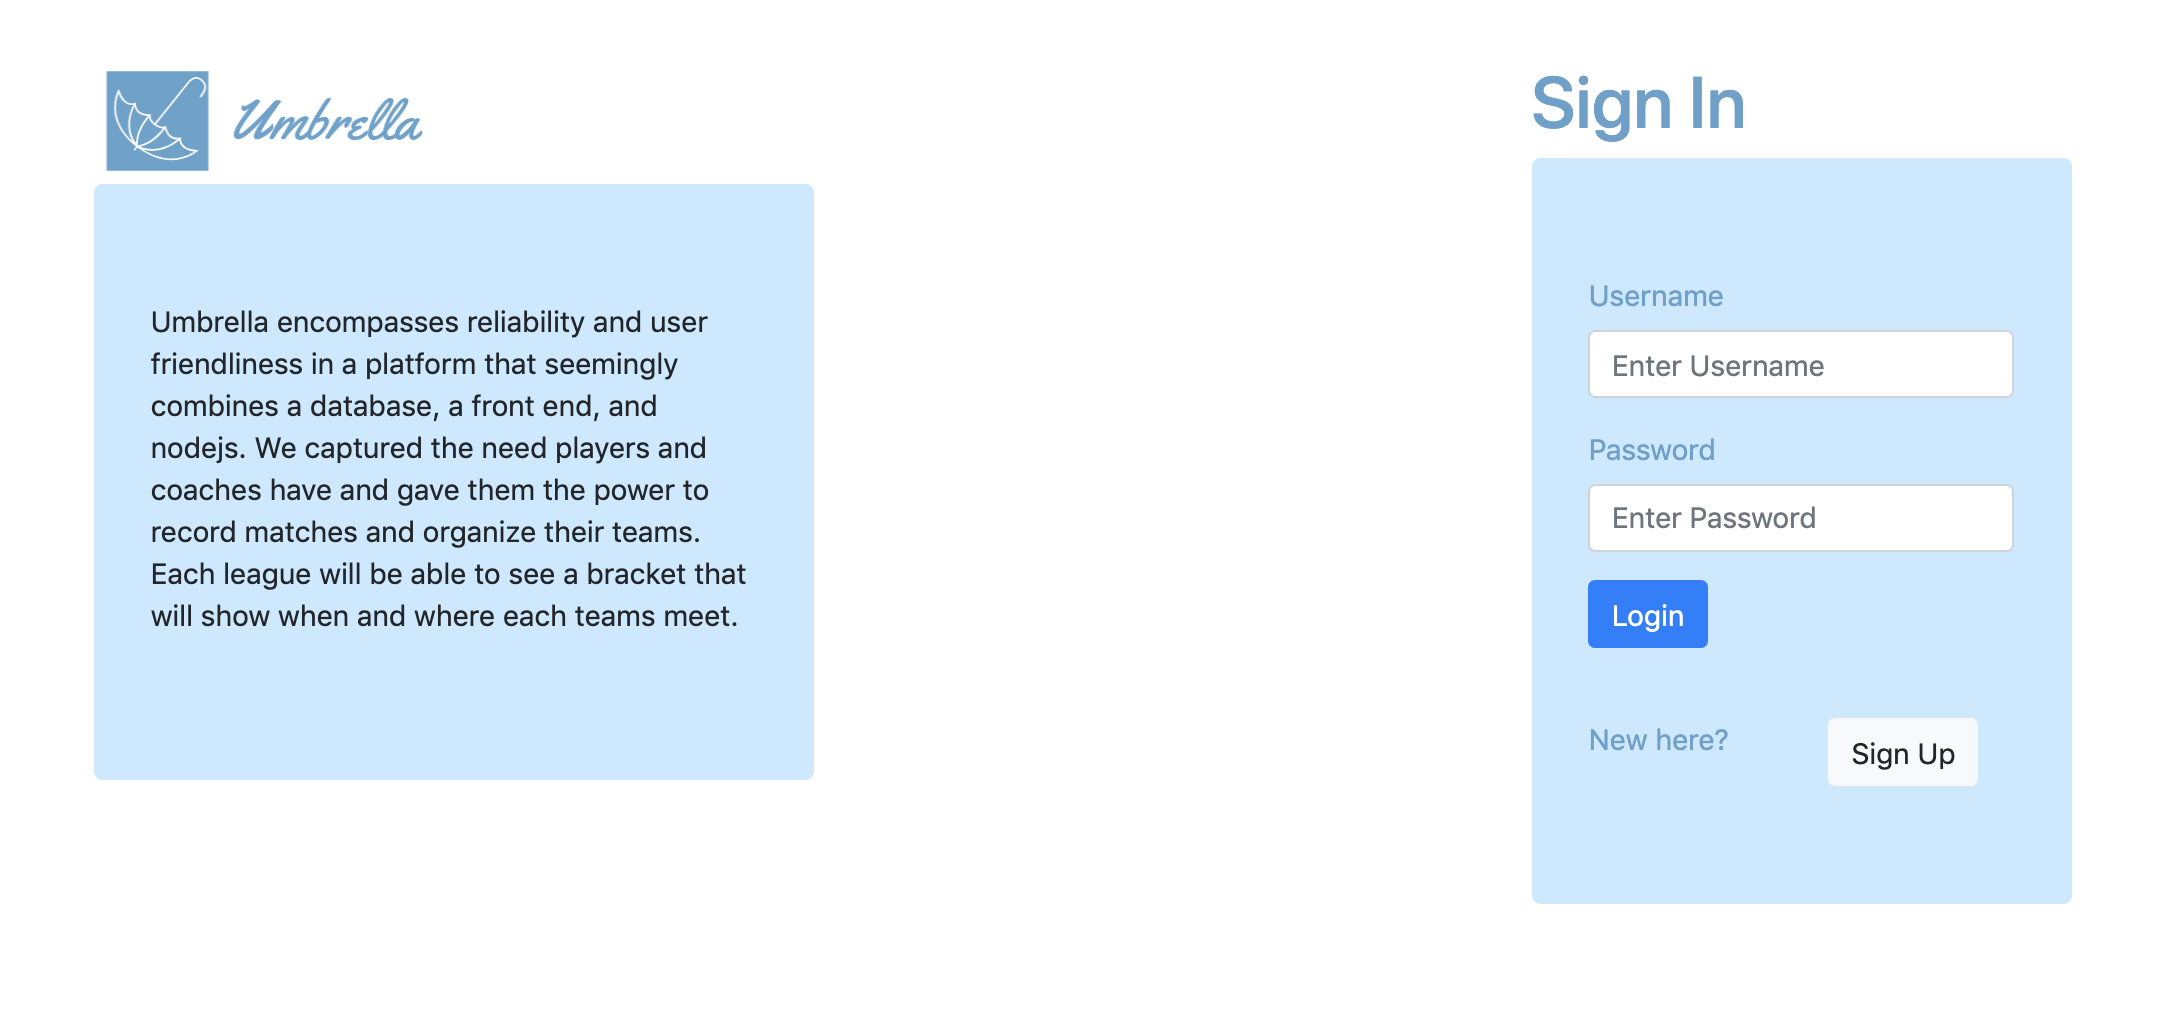 Umbrella
Umbrella encompasses reliability and user
friendliness in a platform that seemingly
combines a database, a front end, and
nodejs. We captured the need players and
coaches have and gave them the power to
record matches and organize their teams.
Each league will be able to see a bracket that
will show when and where each teams meet.
Sign In
Username
Enter Username
Password
Enter Password
Login
New here?
Sign Up